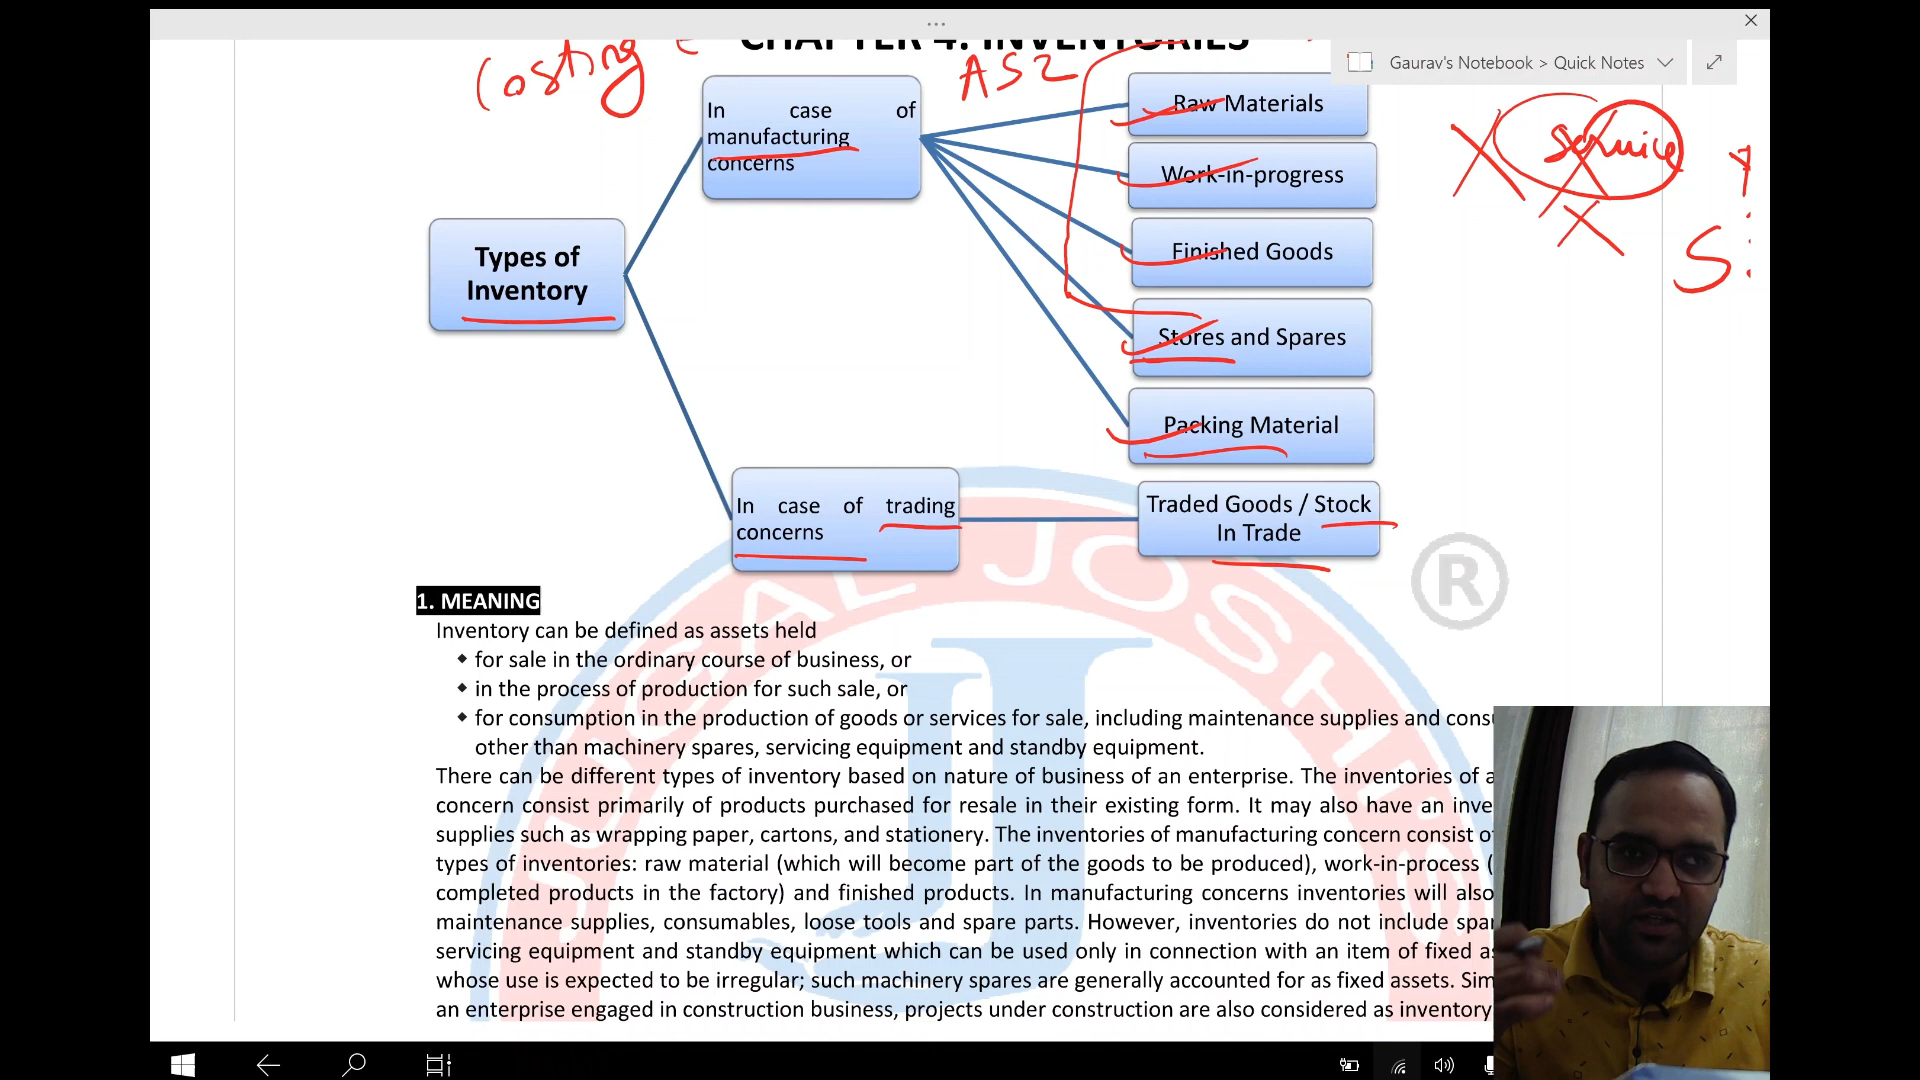 CHAPTER 4: INVENTORIES
Gaurav's Notebook > Quick Notes
Costing
AS2
In case of
manufacturing
concerns
Raw Materials
Work-in-progress
Finished Goods
Stores and Spares
Packing Material
Service
Types of
Inventory
In case of trading
concerns
Traded Goods / Stock
In Trade
®
1. MEANING
Inventory can be defined as assets held
◆ for sale in the ordinary course of business, or
◆ in the process of production for such sale, or
◆ for consumption in the production of goods or services for sale, including maintenance supplies and cons
other than machinery spares, servicing equipment and standby equipment.
There can be different types of inventory based on nature of business of an enterprise. The inventories of a
concern consist primarily of products purchased for resale in their existing form. It may also have an inve
supplies such as wrapping paper, cartons, and stationery. The inventories of manufacturing concern consist o
types of inventories: raw material (which will become part of the goods to be produced), work-in-process (
completed products in the factory) and finished products. In manufacturing concerns inventories will also
maintenance supplies, consumables, loose tools and spare parts. However, inventories do not include spa
servicing equipment and standby equipment which can be used only in connection with an item of fixed as
whose use is expected to be irregular; such machinery spares are generally accounted for as fixed assets. Sim
an enterprise engaged in construction business, projects under construction are also considered as inventory
JUGAL JOSHI'S
JJ